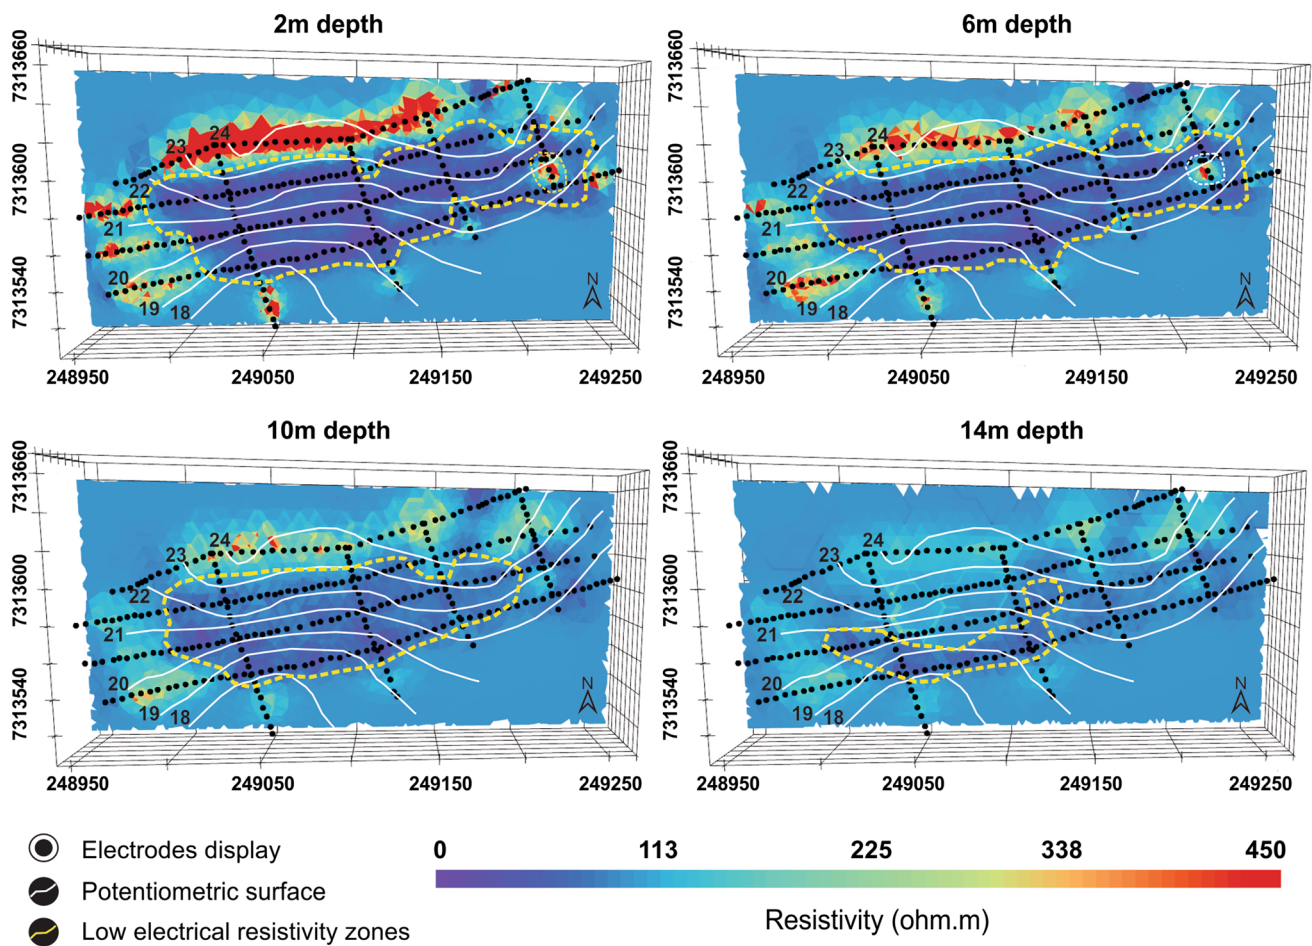 2m depth
7313660
7313600
7313540
24
23
22
21
20
19 18
N
248950 249050 249150 249250
6m depth
7313660
7313600
7313540
24
23
22
21
20
19 18
N
248950 249050 249150 249250
10m depth
7313660
7313600
7313540
24
23
22
21
20
19 18
N
248950 249050 249150 249250
14m depth
7313660
7313600
7313540
24
23
22
21
20
19 18
N
248950 249050 249150 249250
Electrodes display
Potentiometric surface
Low electrical resistivity zones
0 113 225 338 450
Resistivity (ohm.m)